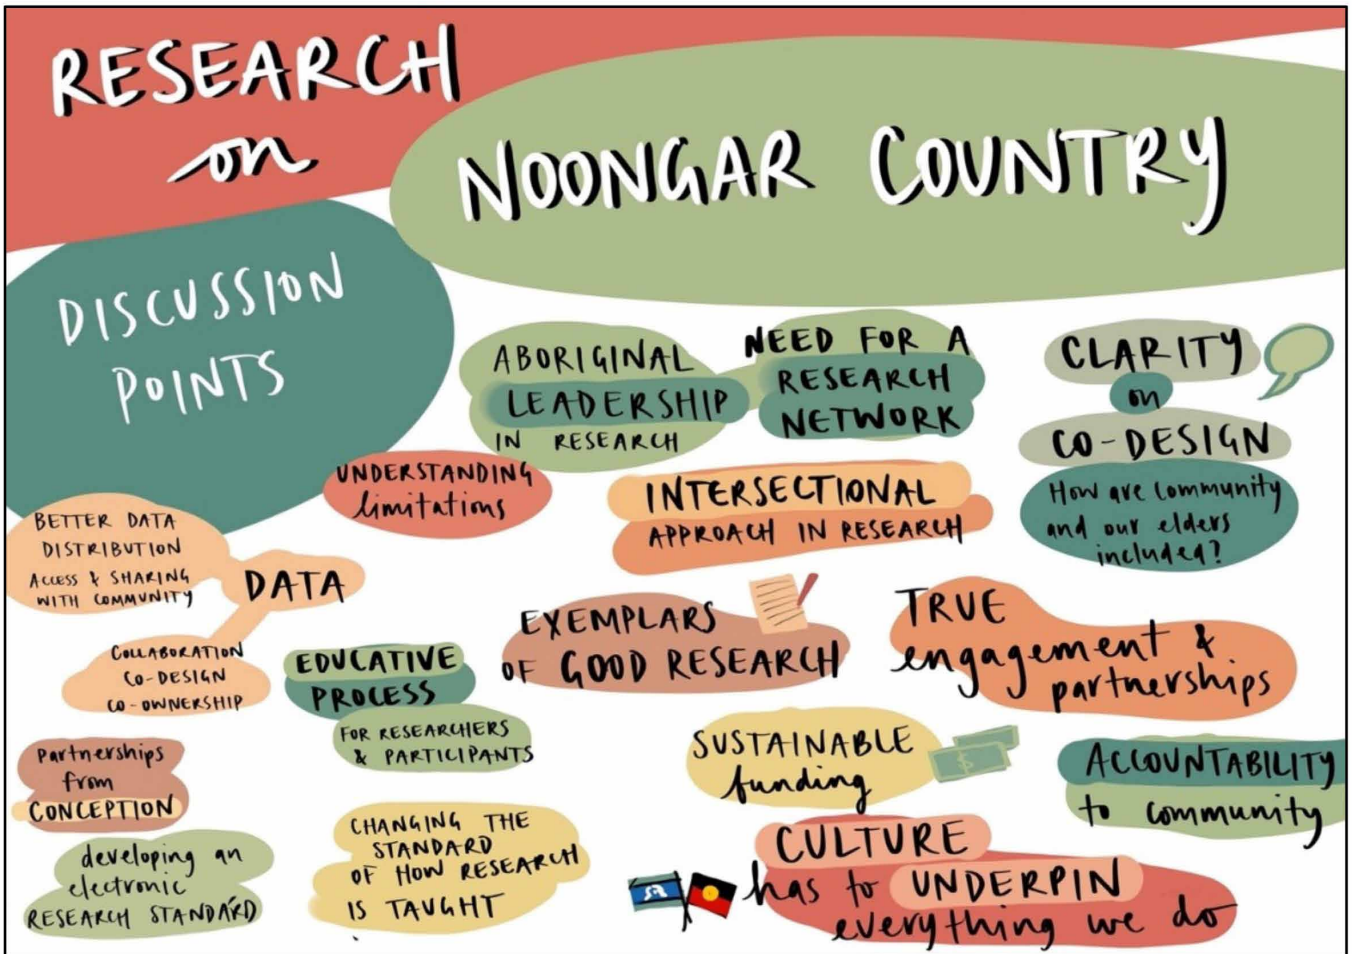 RESEARCH
on
NOONGAR COUNTRY
DISCUSSION
POINTS
ABORIGINAL
LEADERSHIP
IN RESEARCH
NEED FOR A
RESEARCH
NETWORK
CLARITY
on
CO-DESIGN
How are community
and our elders
included?
UNDERSTANDING
limitations
INTERSECTIONAL
APPROACH IN RESEARCH
BETTER DATA
DISTRIBUTION
ACCESS & SHARING
WITH COMMUNITY
DATA
COLLABORATION
CO-DESIGN
CO-OWNERSHIP
EDUCATIVE
PROCESS
FOR RESEARCHERS
& PARTICIPANTS
EXEMPLARS
OF GOOD RESEARCH
TRUE
engagement &
partnerships
partnerships
from
CONCEPTION
SUSTAINABLE
funding
$
ACCOUNTABILITY
to community
developing an
electronic
RESEARCH STANDARD
CHANGING THE
STANDARD
OF HOW RESEARCH
IS TAUGHT
CULTURE
has to UNDERPIN
everything we do